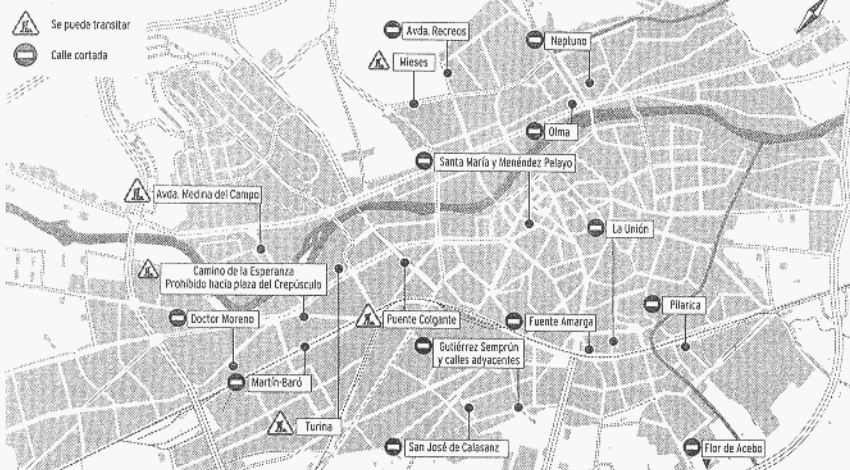 Se puede transitar
Calle cortada
Avda. Recreos
Neptuno
Mieses
Olma
Santa María y Menéndez Pelayo
Avda. Medina del Campo
La Unión
Camino de la Esperanza
Prohibido hacia plaza del Crepúsculo
Pilarica
Doctor Moreno
Puente Colgante
Fuente Amarga
Gutiérrez Semprún
y calles adyacentes
Martín-Baró
Turina
San José de Calasanz
Flor de Acebo